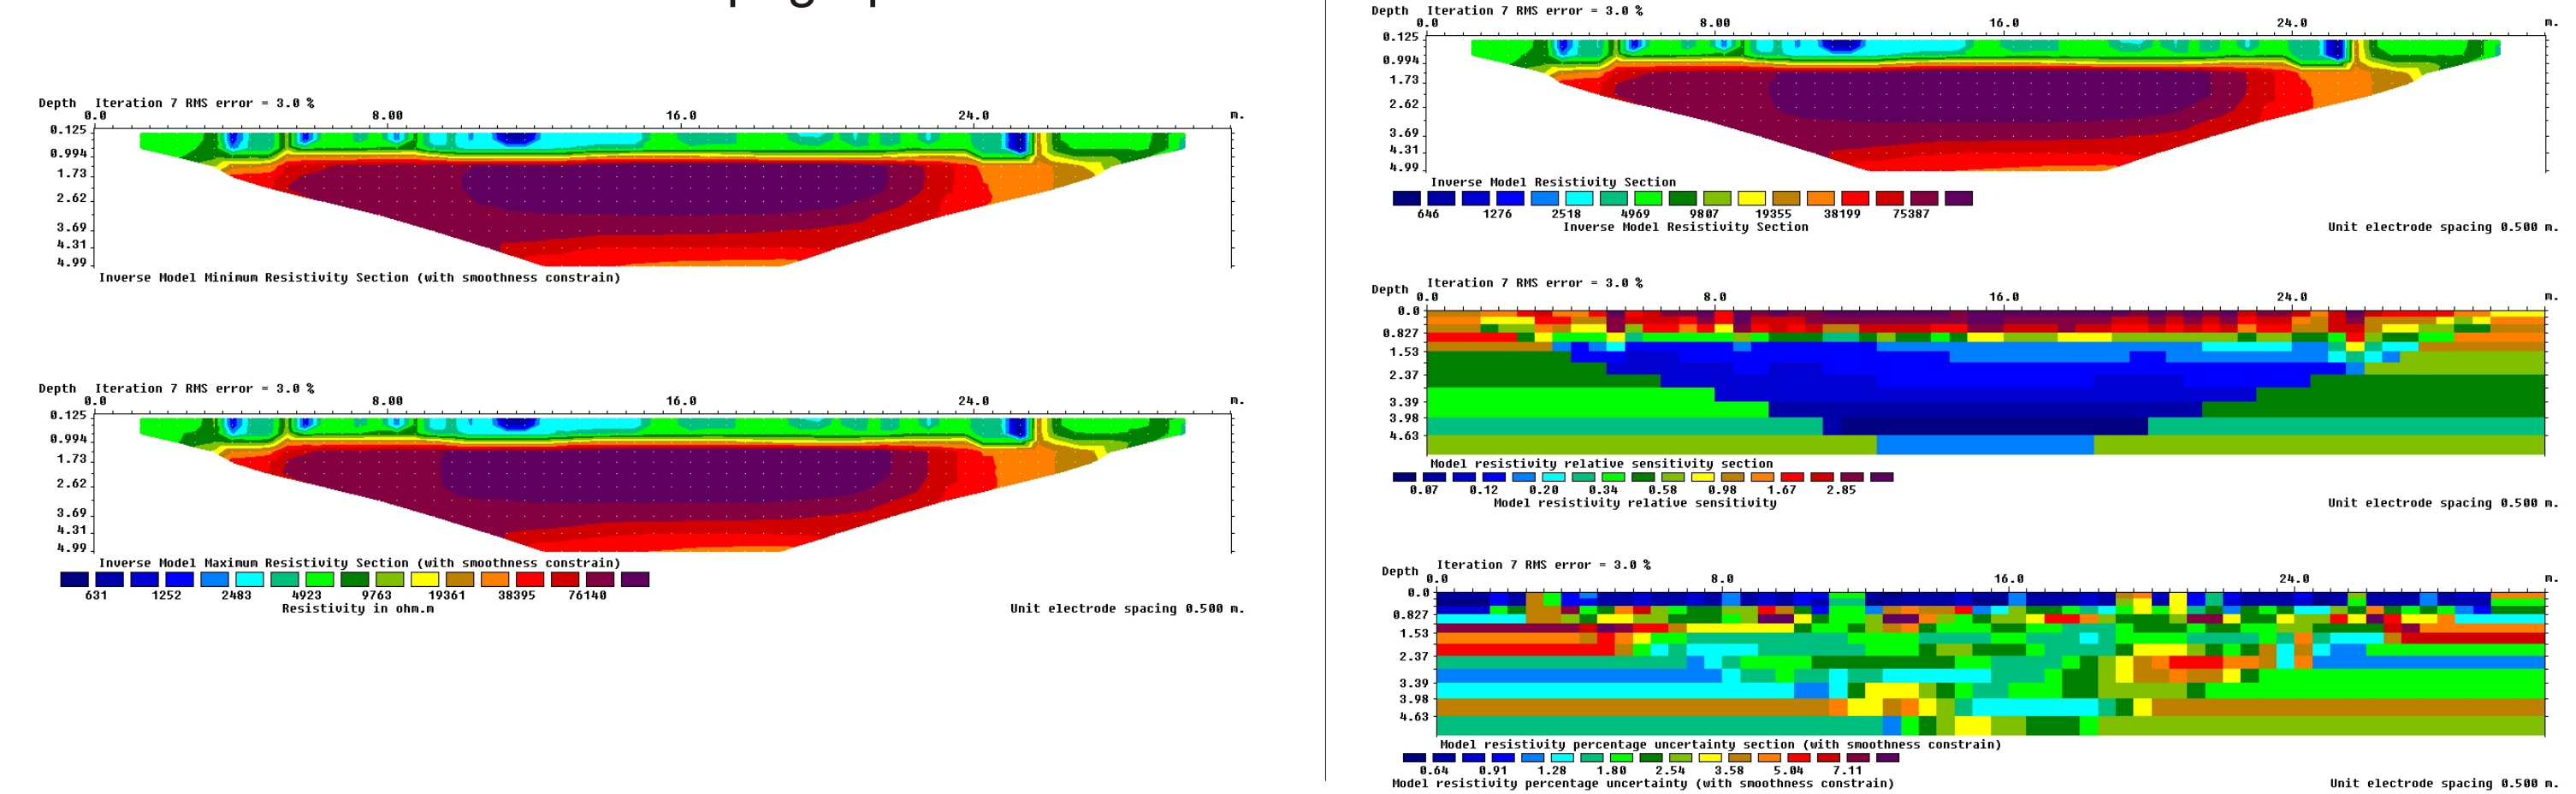 Depth Iteration 7 RMS error = 3.0 %
0.0 8.00 16.0 24.0 m.
0.125
0.994
1.73
2.62
3.69
4.31
4.99
Inverse Model Minimum Resistivity Section (with smoothness constrain)
Depth Iteration 7 RMS error = 3.0 %
0.0 8.00 16.0 24.0 m.
0.125
0.994
1.73
2.62
3.69
4.31
4.99
Inverse Model Maximum Resistivity Section (with smoothness constrain)
631 1252 2483 4923 9763 19361 38395 76140
Resistivity in ohm.m
Unit electrode spacing 0.500 m.
Depth Iteration 7 RMS error = 3.0 %
0.0 8.00 16.0 24.0 m.
0.125
0.994
1.73
2.62
3.69
4.31
4.99
Inverse Model Resistivity Section
646 1276 2518 4969 9807 19355 38199 75387
Inverse Model Resistivity Section
Unit electrode spacing 0.500 m.
Depth Iteration 7 RMS error = 3.0 %
0.0 8.0 16.0 24.0 m.
0.0
0.827
1.53
2.37
3.39
3.98
4.63
Model resistivity relative sensitivity section
0.07 0.12 0.20 0.34 0.58 0.98 1.67 2.85
Model resistivity relative sensitivity
Unit electrode spacing 0.500 m.
Depth Iteration 7 RMS error = 3.0 %
0.0 8.0 16.0 24.0 m.
0.0
0.827
1.53
2.37
3.39
3.98
4.63
Model resistivity percentage uncertainty section (with smoothness constrain)
0.64 0.91 1.28 1.80 2.54 3.58 5.04 7.11
Model resistivity percentage uncertainty (with smoothness constrain)
Unit electrode spacing 0.500 m.